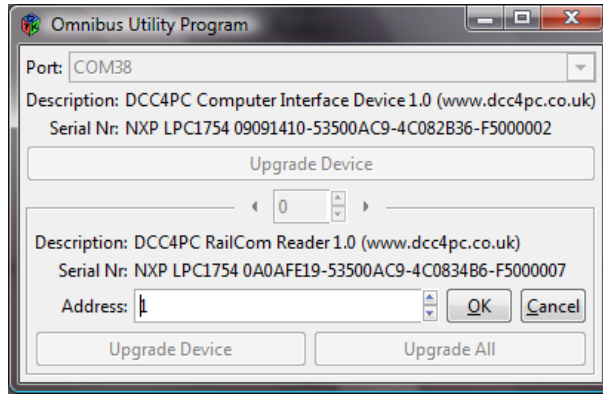 Omnibus Utility Program
Port: COM38
Description: DCC4PC Computer Interface Device 1.0 (www.dcc4pc.co.uk)
Serial Nr: NXP LPC1754 09091410-53500AC9-4C082B36-F5000002
Upgrade Device
0
Description: DCC4PC RailCom Reader 1.0 (www.dcc4pc.co.uk)
Serial Nr: NXP LPC1754 0A0AFE19-53500AC9-4C0834B6-F5000007
Address: 1 OK Cancel
Upgrade Device Upgrade All